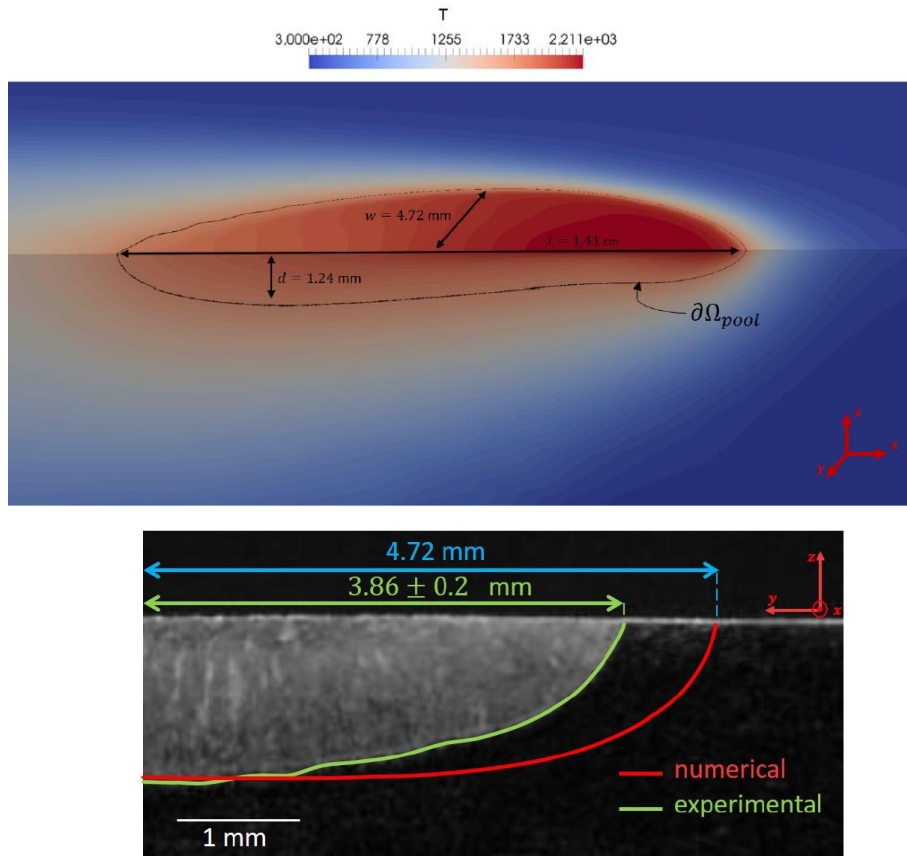 T
3,000e+02 778 1255 1733 2,211e+03
w = 4.72 mm
l = 1.41 cm
d = 1.24 mm
∂Ω_pool
z
x
y
4.72 mm
3.86 ± 0.2 mm
z
y
x
numerical
experimental
1 mm